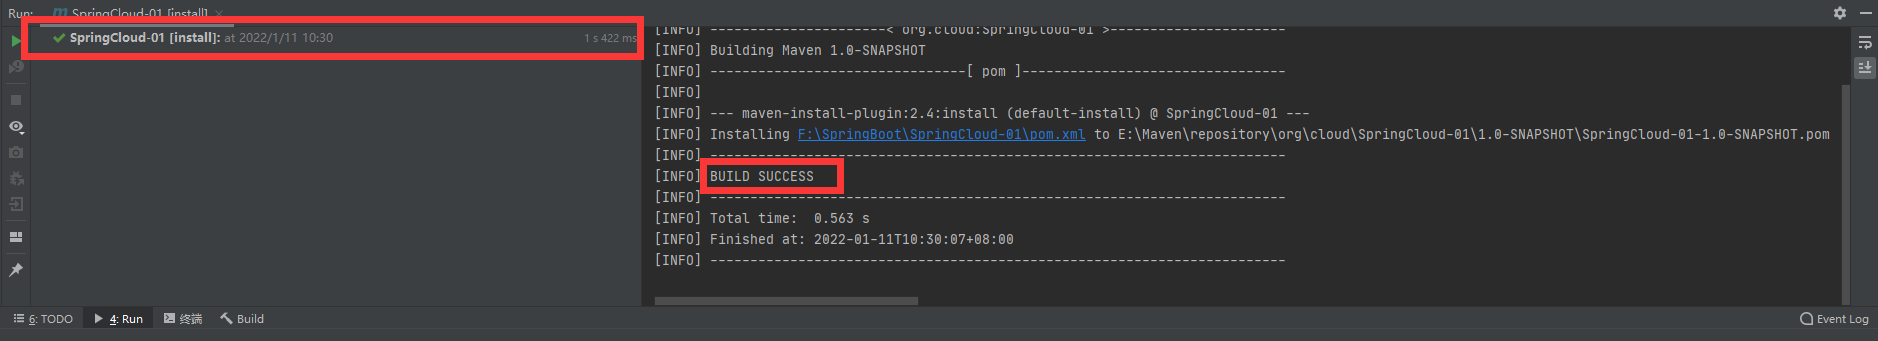 Run: SpringCloud-01 [install] ×
SpringCloud-01 [install]: at 2022/1/11 10:30 1 s 422 ms
[INFO] ----------------------< org.cloud:SpringCloud-01 >----------------------
[INFO] Building Maven 1.0-SNAPSHOT
[INFO] --------------------------------[ pom ]---------------------------------
[INFO]
[INFO] --- maven-install-plugin:2.4:install (default-install) @ SpringCloud-01 ---
[INFO] Installing F:\SpringBoot\SpringCloud-01\pom.xml to E:\Maven\repository\org\cloud\SpringCloud-01\1.0-SNAPSHOT\SpringCloud-01-1.0-SNAPSHOT.pom
[INFO] ------------------------------------------------------------------------
[INFO] BUILD SUCCESS
[INFO] ------------------------------------------------------------------------
[INFO] Total time:  0.563 s
[INFO] Finished at: 2022-01-11T10:30:07+08:00
[INFO] ------------------------------------------------------------------------
6: TODO 4: Run 终端 Build Event Log